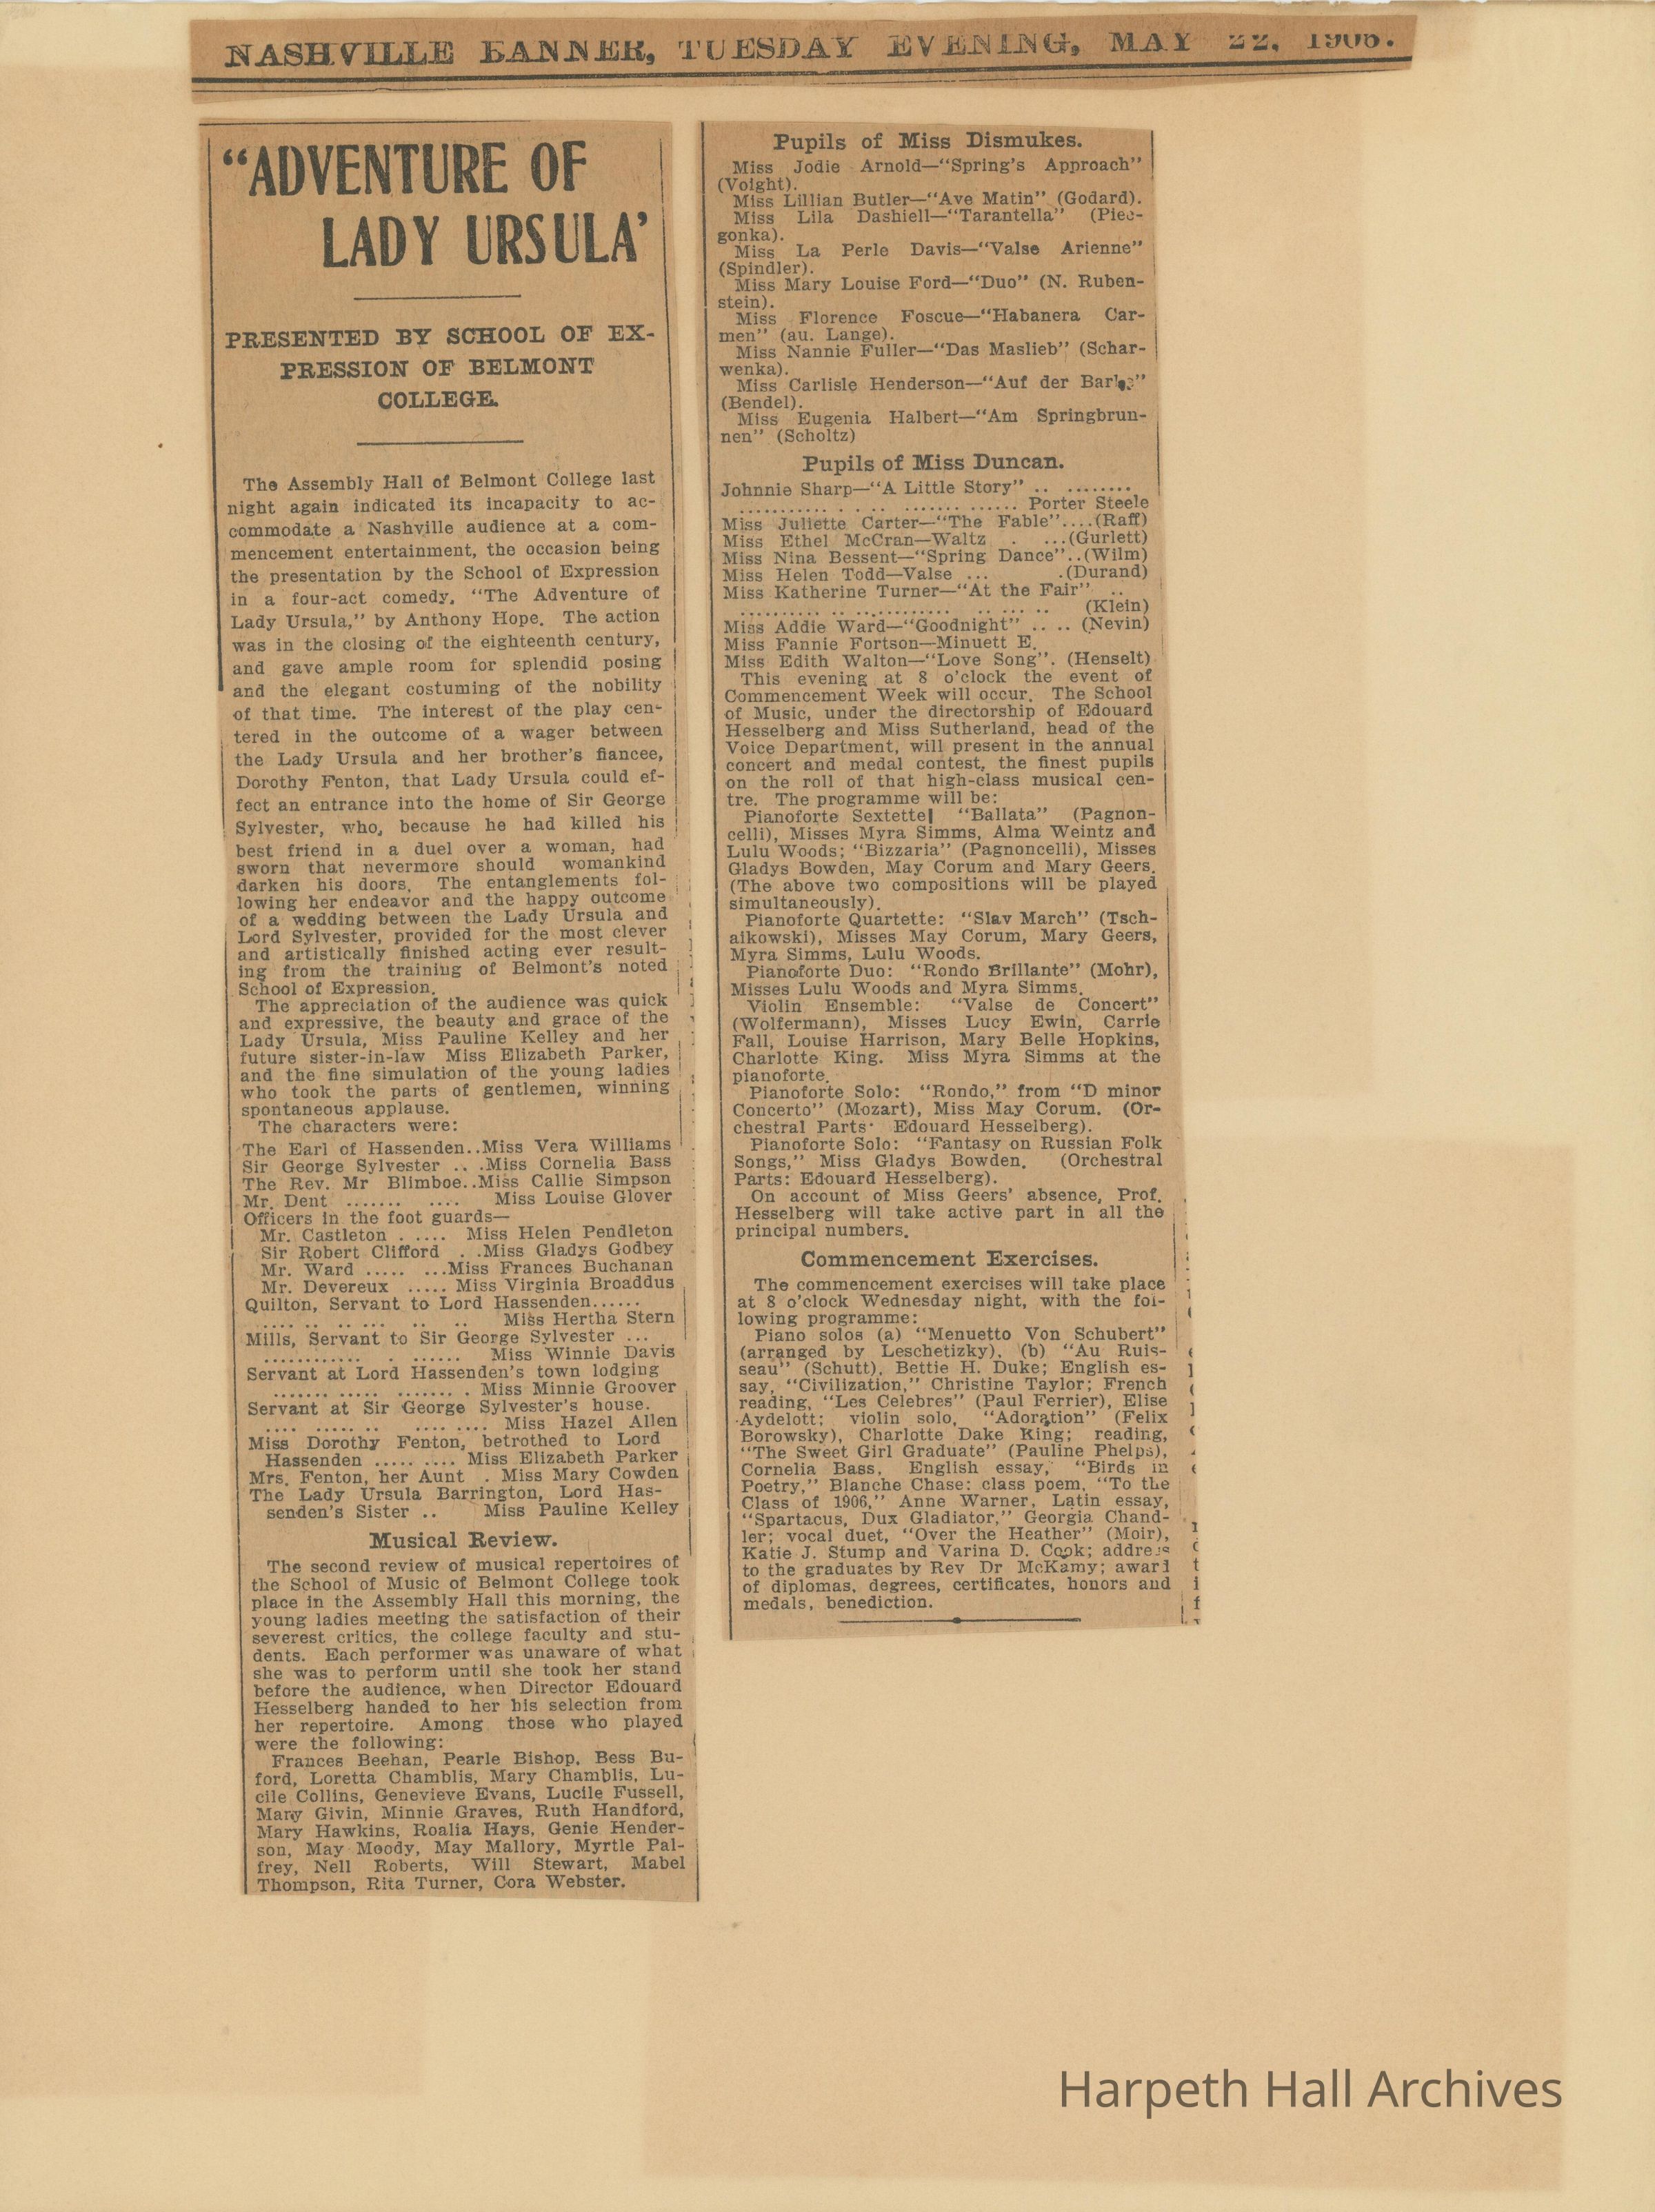 NASHVILLE BANNER, TUESDAY EVENING, MAY 22, 1906.
"ADVENTURE OF
LADY URSULA'
PRESENTED BY SCHOOL OF EX-
PRESSION OF BELMONT
COLLEGE.
The Assembly Hall of Belmont College last
night again indicated its incapacity to ac-
commodate a Nashville audience at a com-
mencement entertainment, the occasion being
the presentation by the School of Expression
in a four-act comedy, "The Adventure of
Lady Ursula," by Anthony Hope. The action
was in the closing of the eighteenth century,
and gave ample room for splendid posing
and the elegant costuming of the nobility
of that time. The interest of the play cen-
tered in the outcome of a wager between
the Lady Ursula and her brother's fiancee,
Dorothy Fenton, that Lady Ursula could ef-
fect an entrance into the home of Sir George
Sylvester, who, because he had killed his
best friend in a duel over a woman, had
sworn that nevermore should womankind
darken his doors. The entanglements fol-
lowing her endeavor and the happy outcome
of a wedding between the Lady Ursula and
Lord Sylvester, provided for the most clever
and artistically finished acting ever result-
ing from the training of Belmont's noted
School of Expression.
The appreciation of the audience was quick
and expressive, the beauty and grace of the
Lady Ursula, Miss Pauline Kelley and her
future sister-in-law Miss Elizabeth Parker,
and the fine simulation of the young ladies
who took the parts of gentlemen, winning
spontaneous applause.
The characters were:
The Earl of Hassenden..Miss Vera Williams
Sir George Sylvester .. .Miss Cornelia Bass
The Rev. Mr Blimboe..Miss Callie Simpson
Mr. Dent ....... .... Miss Louise Glover
Officers in the foot guards—
Mr. Castleton . .... Miss Helen Pendleton
Sir Robert Clifford . .Miss Gladys Godbey
Mr. Ward ..... ...Miss Frances Buchanan
Mr. Devereux ..... Miss Virginia Broaddus
Quilton, Servant to Lord Hassenden......
.... .. .. ... .. .. Miss Hertha Stern
Mills, Servant to Sir George Sylvester ...
............ . ...... Miss Winnie Davis
Servant at Lord Hassenden's town lodging
....... ..... ....... . Miss Minnie Groover
Servant at Sir George Sylvester's house.
.... ..... .. .... .... Miss Hazel Allen
Miss Dorothy Fenton, betrothed to Lord
Hassenden ..... .... Miss Elizabeth Parker
Mrs. Fenton, her Aunt . Miss Mary Cowden
The Lady Ursula Barrington, Lord Has-
senden's Sister .. Miss Pauline Kelley
Musical Review.
The second review of musical repertoires of
the School of Music of Belmont College took
place in the Assembly Hall this morning, the
young ladies meeting the satisfaction of their
severest critics, the college faculty and stu-
dents. Each performer was unaware of what
she was to perform until she took her stand
before the audience, when Director Edouard
Hesselberg handed to her his selection from
her repertoire. Among those who played
were the following:
Frances Beehan, Pearle Bishop, Bess Bu-
ford, Loretta Chamblis, Mary Chamblis, Lu-
cile Collins, Genevieve Evans, Lucile Fussell,
Mary Givin, Minnie Graves, Ruth Handford,
Mary Hawkins, Roalia Hays, Genie Hender-
son, May Moody, May Mallory, Myrtle Pal-
frey, Nell Roberts, Will Stewart, Mabel
Thompson, Rita Turner, Cora Webster.
Pupils of Miss Dismukes.
Miss Jodie Arnold—"Spring's Approach"
(Voight).
Miss Lillian Butler—"Ave Matin" (Godard).
Miss Lila Dashiell—"Tarantella" (Piec-
gonka).
Miss La Perle Davis—"Valse Arienne"
(Spindler).
Miss Mary Louise Ford—"Duo" (N. Ruben-
stein).
Miss Florence Foscue—"Habanera Car-
men" (au. Lange).
Miss Nannie Fuller—"Das Maslieb" (Schar-
wenka).
Miss Carlisle Henderson—"Auf der
(Bendel).
Miss Eugenia Halbert—"Am Springbrun-
nen" (Scholtz)
Pupils of Miss Duncan.
Johnnie Sharp—"A Little Story" .. ........
........... . . .. ....... ...... Porter Steele
Miss Juliette Carter—"The Fable"....(Raff)
Miss Ethel McCran—Waltz . ...(Gurlett)
Miss Nina Bessent—"Spring Dance"..(Wilm)
Miss Helen Todd—Valse ... .(Durand)
Miss Katherine Turner—"At the Fair" ..
.......... .. ........... .. ... .. (Klein)
Miss Addie Ward—"Goodnight" .. .. (Nevin)
Miss Fannie Fortson—Minuett E.
Miss Edith Walton—"Love Song". (Henselt)
This evening at 8 o'clock the event of
Commencement Week will occur. The School
of Music, under the directorship of Edouard
Hesselberg and Miss Sutherland, head of the
Voice Department, will present in the annual
concert and medal contest, the finest pupils
on the roll of that high-class musical cen-
tre. The programme will be:
Pianoforte Sextette "Ballata" (Pagnon-
celli), Misses Myra Simms, Alma Weintz and
Lulu Woods; "Bizzaria" (Pagnoncelli), Misses
Gladys Bowden, May Corum and Mary Geers.
(The above two compositions will be played
simultaneously).
Pianoforte Quartette: "Slav March" (Tsch-
aikowski), Misses May Corum, Mary Geers,
Myra Simms, Lulu Woods.
Pianoforte Duo: "Rondo Brillante" (Mohr),
Misses Lulu Woods and Myra Simms.
Violin Ensemble: "Valse de Concert"
(Wolfermann), Misses Lucy Ewin, Carrie
Fall, Louise Harrison, Mary Belle Hopkins,
Charlotte King. Miss Myra Simms at the
pianoforte.
Pianoforte Solo: "Rondo," from "D minor
Concerto" (Mozart), Miss May Corum. (Or-
chestral Parts· Edouard Hesselberg).
Pianoforte Solo: "Fantasy on Russian Folk
Songs," Miss Gladys Bowden. (Orchestral
Parts: Edouard Hesselberg).
On account of Miss Geers' absence, Prof.
Hesselberg will take active part in all the
principal numbers.
Commencement Exercises.
The commencement exercises will take place
at 8 o'clock Wednesday night, with the fol-
lowing programme:
Piano solos (a) "Menuetto Von Schubert"
(arranged by Leschetizky), (b) "Au Ruis-
seau" (Schutt), Bettie H. Duke; English es-
say, "Civilization," Christine Taylor; French
reading, "Les Celebres" (Paul Ferrier), Elise
Aydelott; violin solo, "Adoration" (Felix
Borowsky), Charlotte Dake King; reading,
"The Sweet Girl Graduate" (Pauline Phelps),
Cornelia Bass. English essay, "Birds in
Poetry," Blanche Chase; class poem, "To the
Class of 1906," Anne Warner, Latin essay,
"Spartacus, Dux Gladiator," Georgia Chand-
ler; vocal duet, "Over the Heather" (Moir),
Katie J. Stump and Varina D. Cook; address
to the graduates by Rev Dr McKamy; award
of diplomas, degrees, certificates, honors and
medals, benediction.
Harpeth Hall Archives